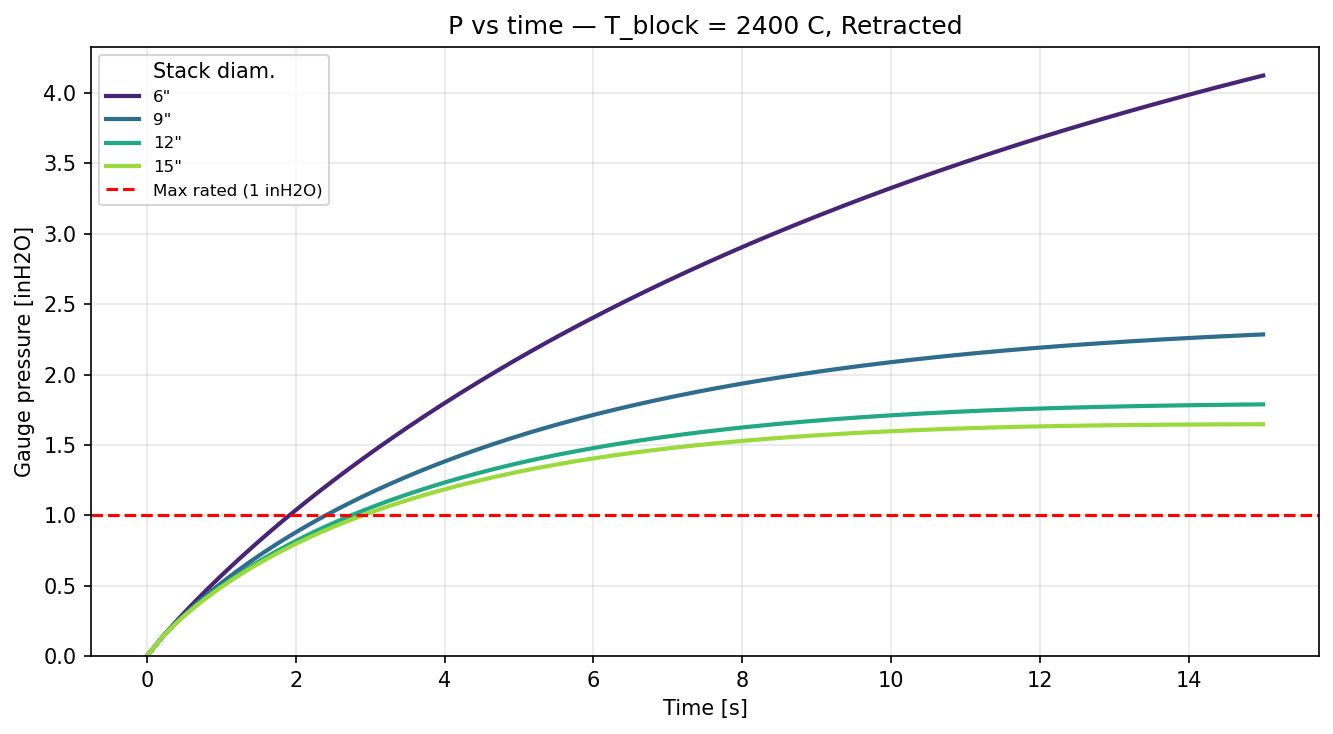 P vs time — T_block = 2400 C, Retracted
Stack diam.
6"
9"
12"
15"
Max rated (1 inH2O)
Gauge pressure [inH2O]
4.0
3.5
3.0
2.5
2.0
1.5
1.0
0.5
0.0
0 2 4 6 8 10 12 14
Time [s]